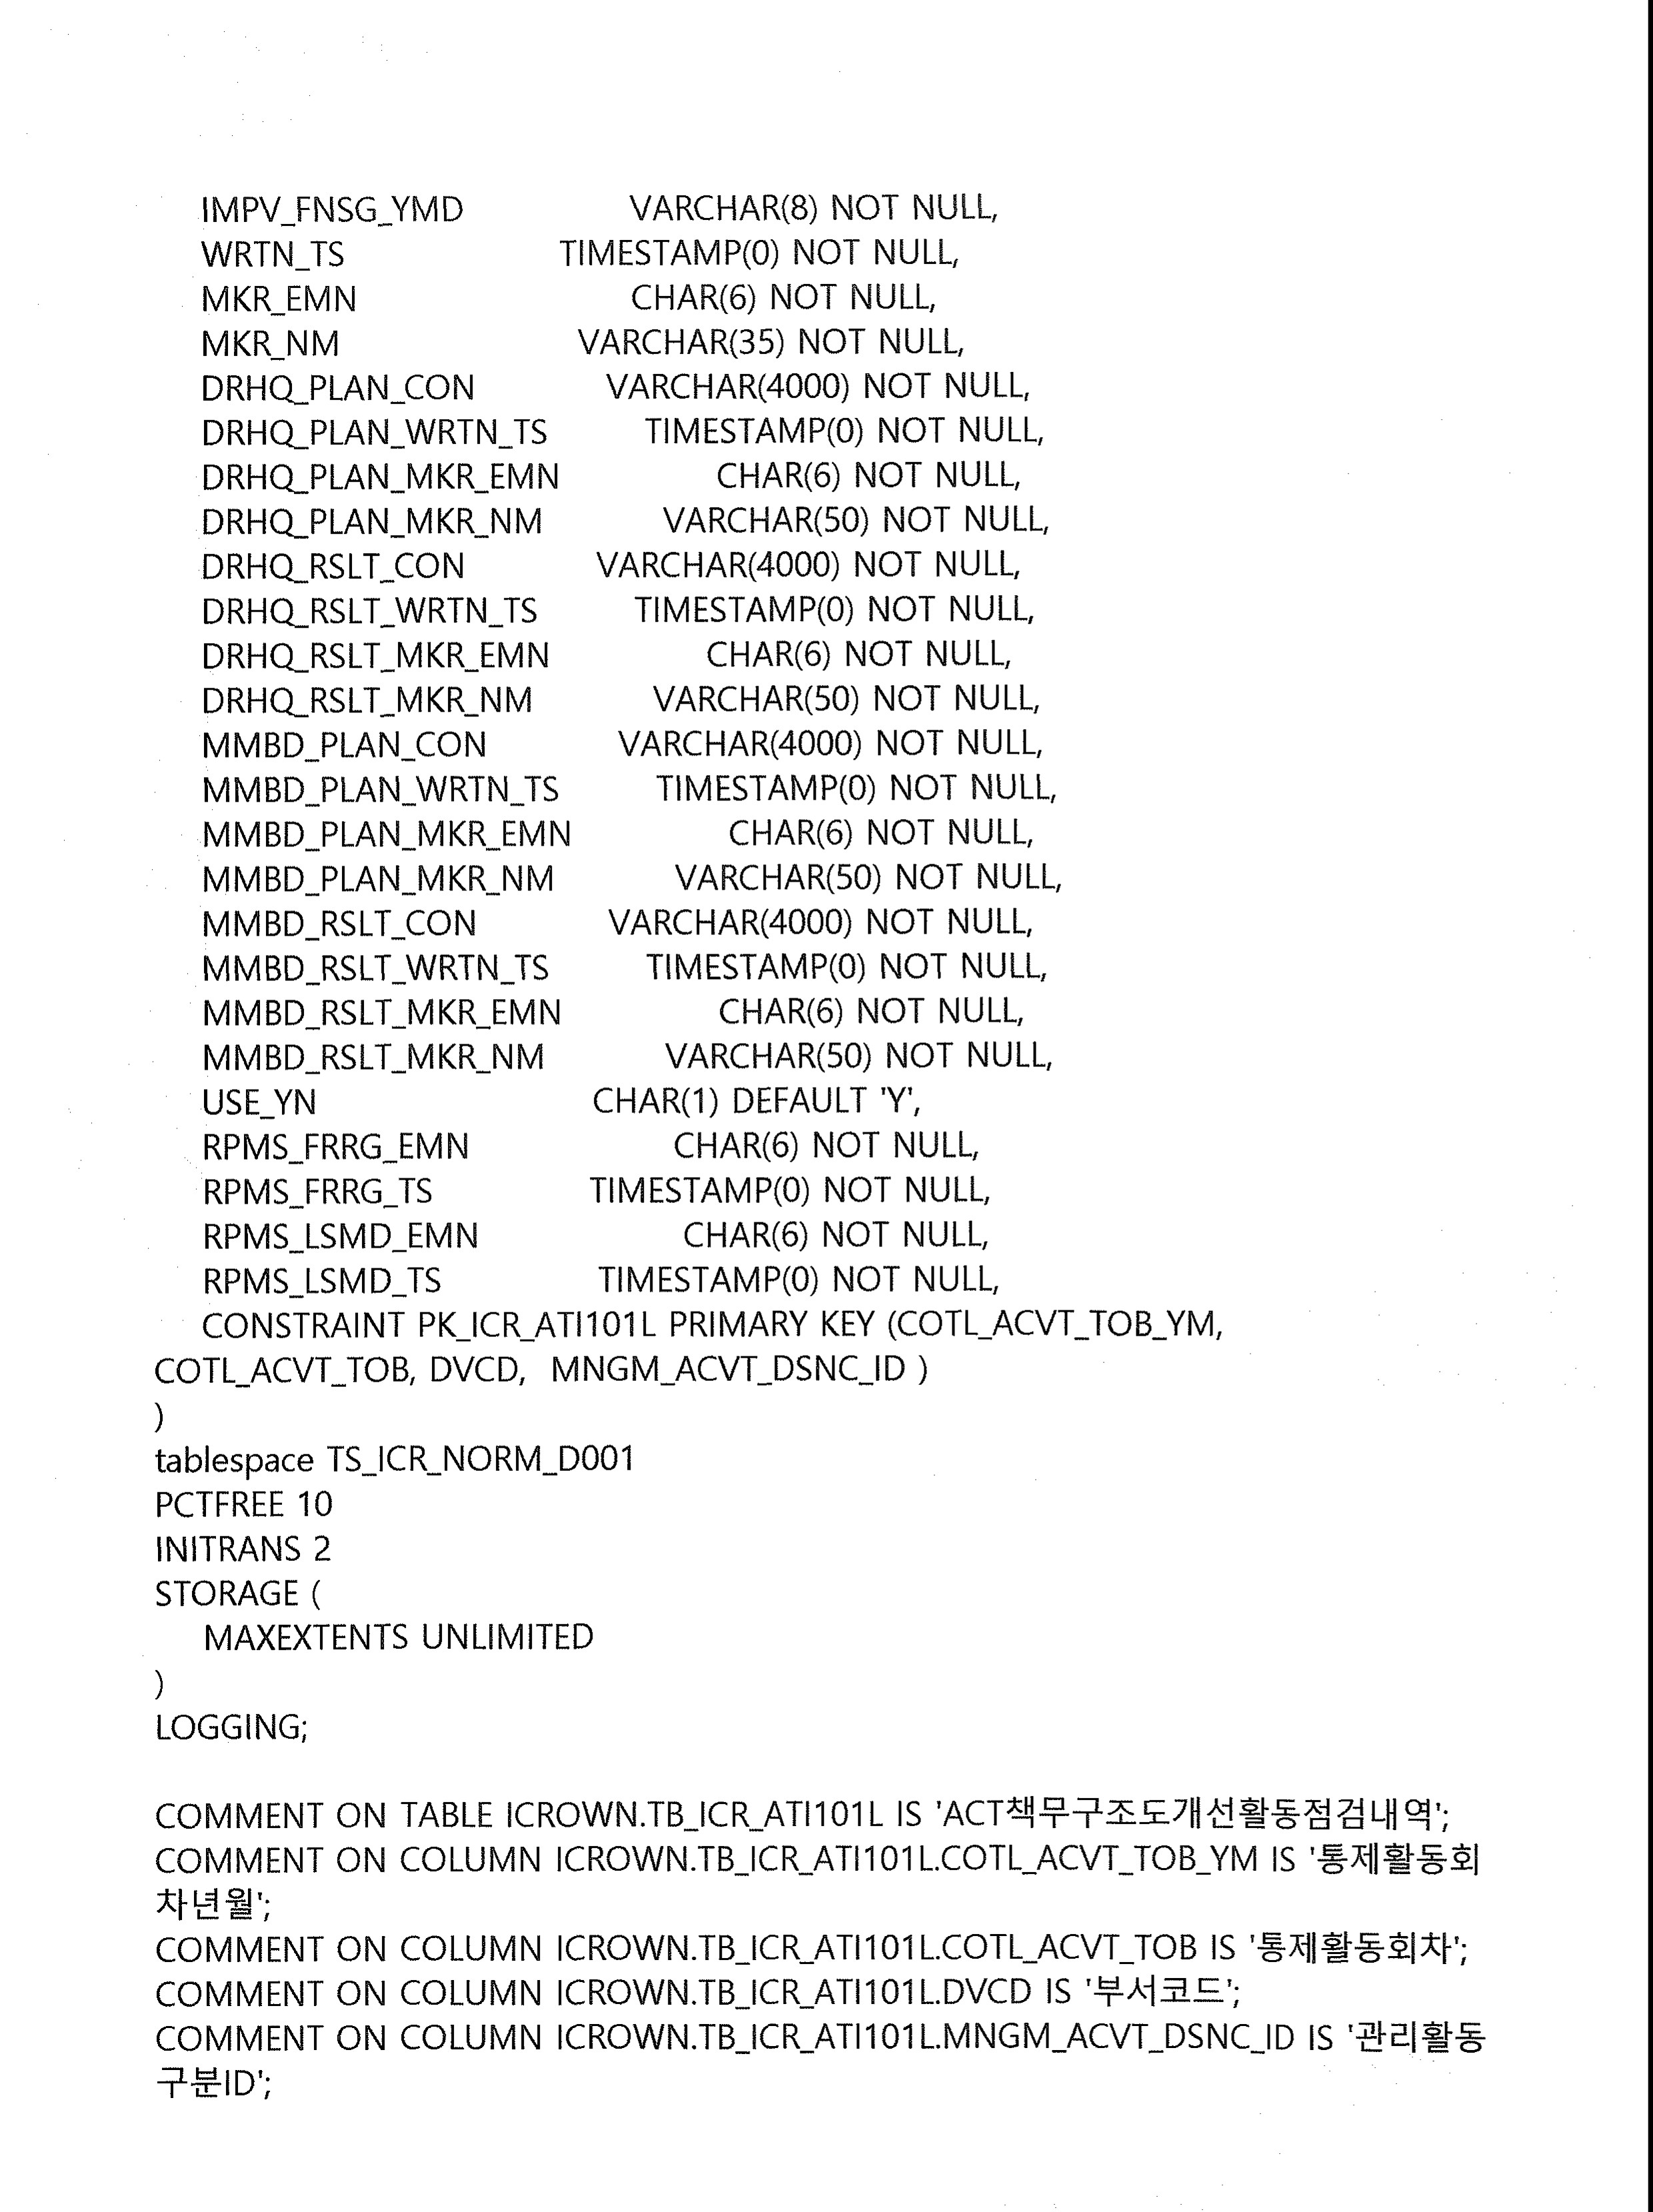 IMPV_FNSG_YMD VARCHAR(8) NOT NULL,
WRTN_TS TIMESTAMP(0) NOT NULL,
MKR_EMN CHAR(6) NOT NULL,
MKR_NM VARCHAR(35) NOT NULL,
DRHQ_PLAN_CON VARCHAR(4000) NOT NULL,
DRHQ_PLAN_WRTN_TS TIMESTAMP(0) NOT NULL,
DRHQ_PLAN_MKR_EMN CHAR(6) NOT NULL,
DRHQ_PLAN_MKR_NM VARCHAR(50) NOT NULL,
DRHQ_RSLT_CON VARCHAR(4000) NOT NULL,
DRHQ_RSLT_WRTN_TS TIMESTAMP(0) NOT NULL,
DRHQ_RSLT_MKR_EMN CHAR(6) NOT NULL,
DRHQ_RSLT_MKR_NM VARCHAR(50) NOT NULL,
MMBD_PLAN_CON VARCHAR(4000) NOT NULL,
MMBD_PLAN_WRTN_TS TIMESTAMP(0) NOT NULL,
MMBD_PLAN_MKR_EMN CHAR(6) NOT NULL,
MMBD_PLAN_MKR_NM VARCHAR(50) NOT NULL,
MMBD_RSLT_CON VARCHAR(4000) NOT NULL,
MMBD_RSLT_WRTN_TS TIMESTAMP(0) NOT NULL,
MMBD_RSLT_MKR_EMN CHAR(6) NOT NULL,
MMBD_RSLT_MKR_NM VARCHAR(50) NOT NULL,
USE_YN CHAR(1) DEFAULT 'Y',
RPMS_FRRG_EMN CHAR(6) NOT NULL,
RPMS_FRRG_TS TIMESTAMP(0) NOT NULL,
RPMS_LSMD_EMN CHAR(6) NOT NULL,
RPMS_LSMD_TS TIMESTAMP(0) NOT NULL,
CONSTRAINT PK_ICR_ATI101L PRIMARY KEY (COTL_ACVT_TOB_YM,
COTL_ACVT_TOB, DVCD, MNGM_ACVT_DSNC_ID )
)
tablespace TS_ICR_NORM_D001
PCTFREE 10
INITRANS 2
STORAGE (
MAXEXTENTS UNLIMITED
)
LOGGING;
COMMENT ON TABLE ICROWN.TB_ICR_ATI101L IS 'ACT책무구조도개선활동점검내역';
COMMENT ON COLUMN ICROWN.TB_ICR_ATI101L.COTL_ACVT_TOB_YM IS '통제활동회
차년월';
COMMENT ON COLUMN ICROWN.TB_ICR_ATI101L.COTL_ACVT_TOB IS '통제활동회차';
COMMENT ON COLUMN ICROWN.TB_ICR_ATI101L.DVCD IS '부서코드';
COMMENT ON COLUMN ICROWN.TB_ICR_ATI101L.MNGM_ACVT_DSNC_ID IS '관리활동
구분ID';